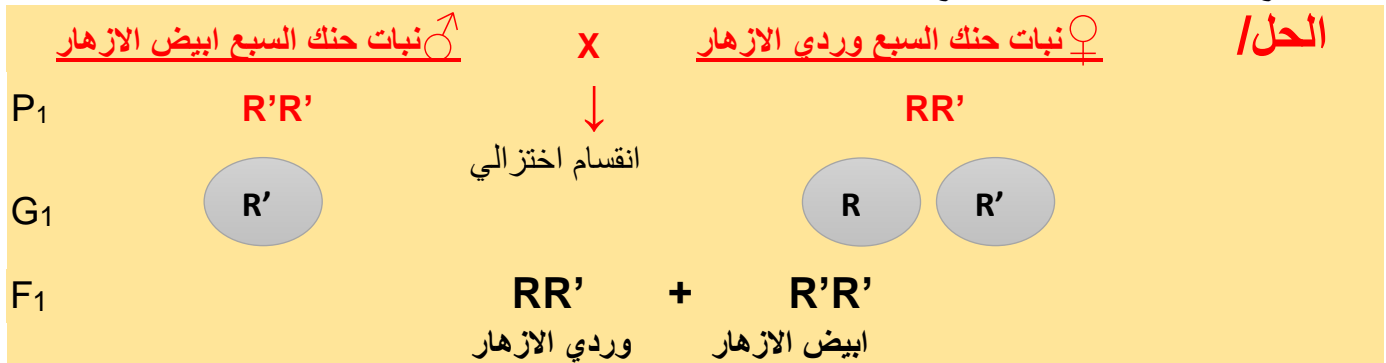 الحل/ ♀نبات حنك السبع وردي الازهار X ♂نبات حنك السبع ابيض الازهار
P1 R’R’ ↓ RR’
انقسام اختزالي
G1 R’ R R’
F1 RR’ + R’R’
وردي الازهار ابيض الازهار